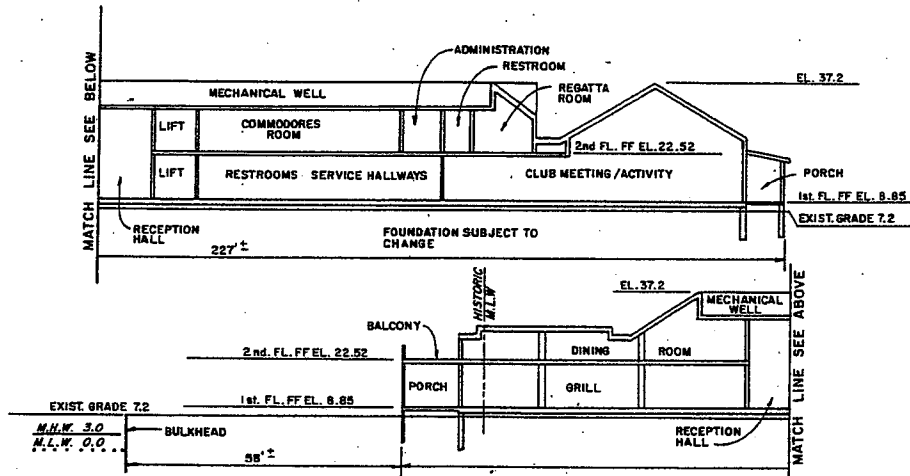 ADMINISTRATION
RESTROOM
REGATTA
ROOM
EL. 37.2
MECHANICAL WELL
MATCH LINE SEE BELOW
LIFT
COMMODORES
ROOM
2nd FL. FF EL. 22.52
LIFT
RESTROOMS SERVICE HALLWAYS
CLUB MEETING/ACTIVITY
PORCH
1st. FL. FF EL. 8.85
EXIST. GRADE 7.2
RECEPTION
HALL
FOUNDATION SUBJECT TO
CHANGE
227' ±
HISTORIC
M.L.W
EL. 37.2
MECHANICAL
WELL
MATCH LINE SEE ABOVE
BALCONY
2nd. FL. FF EL. 22.52
DINING ROOM
PORCH
GRILL
1st. FL. FF EL. 8.85
EXIST. GRADE 7.2
M.H.W. 3.0
M.L.W. 0.0
BULKHEAD
RECEPTION
HALL